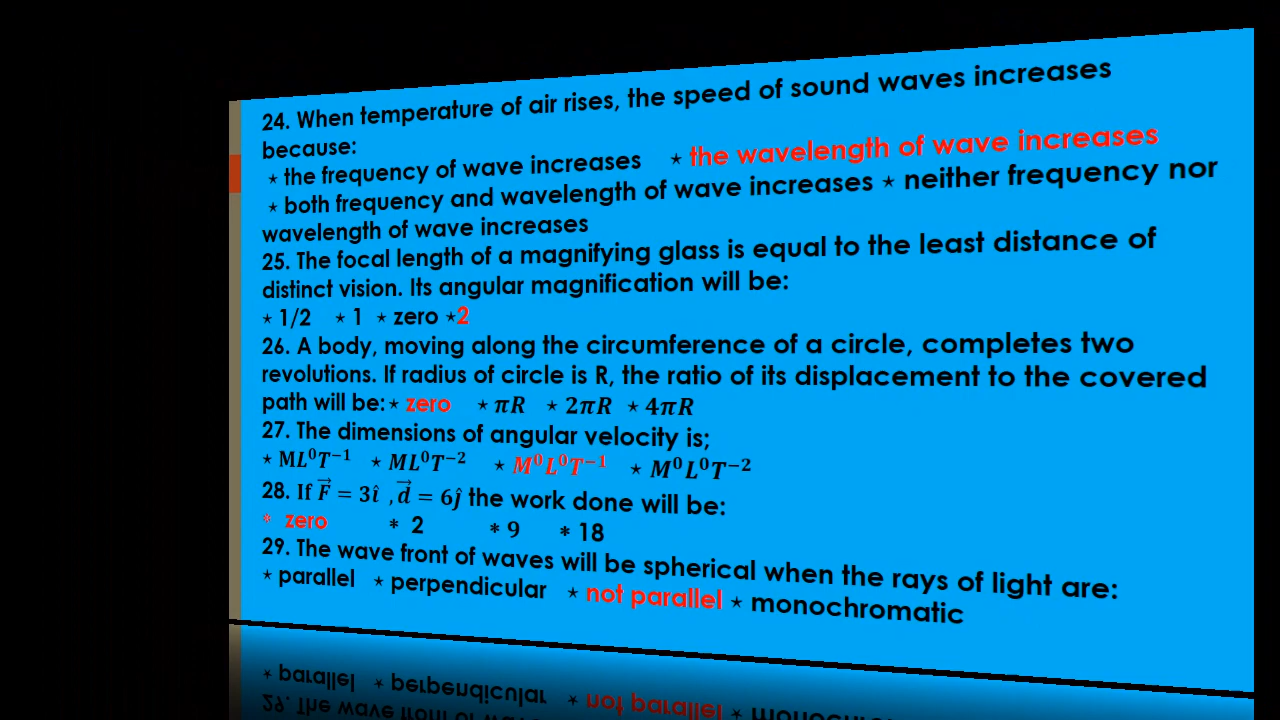 24. When temperature of air rises, the speed of sound waves increases
because:
⋆ the frequency of wave increases ⋆ the wavelength of wave increases
⋆ both frequency and wavelength of wave increases ⋆ neither frequency nor
wavelength of wave increases
25. The focal length of a magnifying glass is equal to the least distance of
distinct vision. Its angular magnification will be:
⋆ 1/2 ⋆ 1 ⋆ zero ⋆2
26. A body, moving along the circumference of a circle, completes two
revolutions. If radius of circle is R, the ratio of its displacement to the covered
path will be: ⋆ zero ⋆ πR ⋆ 2πR ⋆ 4πR
27. The dimensions of angular velocity is;
⋆ ML⁰T⁻¹ ⋆ ML⁰T⁻² ⋆ M⁰L⁰T⁻¹ ⋆ M⁰L⁰T⁻²
28. If F⃗ = 3î , d⃗ = 6ĵ the work done will be:
* zero * 2 * 9 * 18
29. The wave front of waves will be spherical when the rays of light are:
⋆ parallel ⋆ perpendicular ⋆ not parallel ⋆ monochromatic